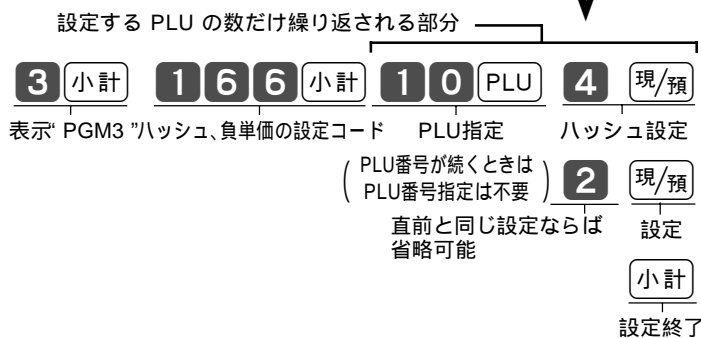 設定する PLU の数だけ繰り返される部分
3 小計 1 6 6 小計 1 0 PLU 4 現/預
表示“ PGM3 ”ハッシュ、負単価の設定コード PLU指定 ハッシュ設定
( PLU番号が続くときは
PLU番号指定は不要 ) 2 現/預
直前と同じ設定ならば 設定
省略可能
小計
設定終了